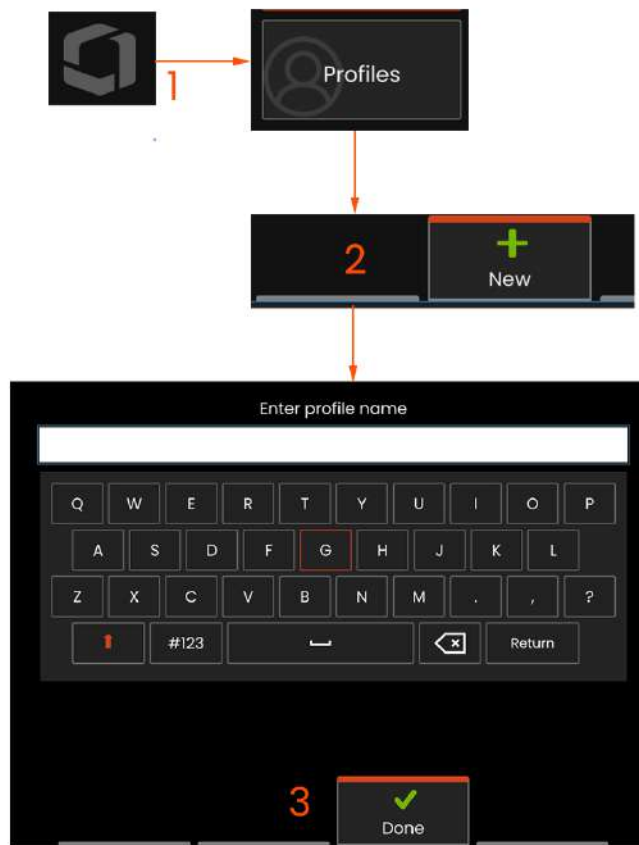 1
Profiles
2
New
Enter profile name
Q W E R T Y U I O P
A S D F G H J K L
Z X C V B N M . , ?
#123 Return
3
Done